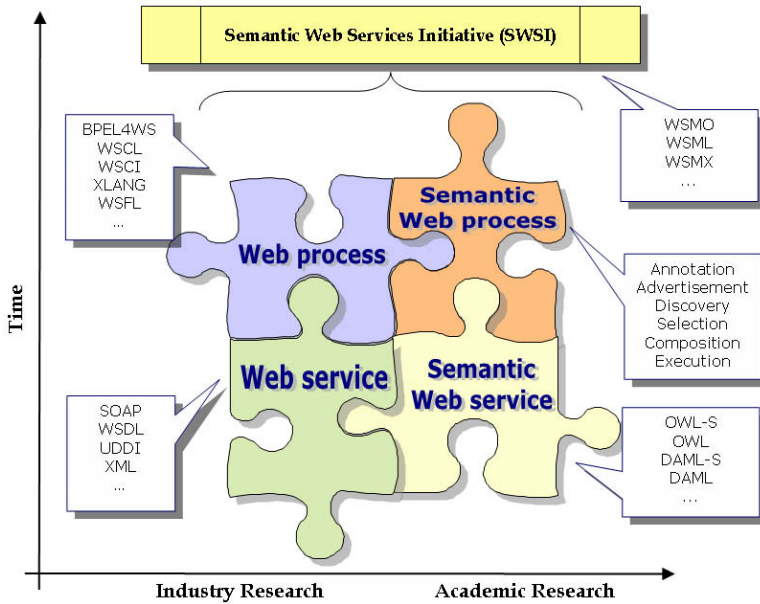 Semantic Web Services Initiative (SWSI)
BPEL4WS
WSCL
WSCI
XLANG
WSFL
...
WSMO
WSML
WSMX
...
Semantic
Web process
Web process
Annotation
Advertisement
Discovery
Selection
Composition
Execution
Time
Web service
Semantic
Web service
SOAP
WSDL
UDDI
XML
...
OWL-S
OWL
DAML-S
DAML
...
Industry Research
Academic Research